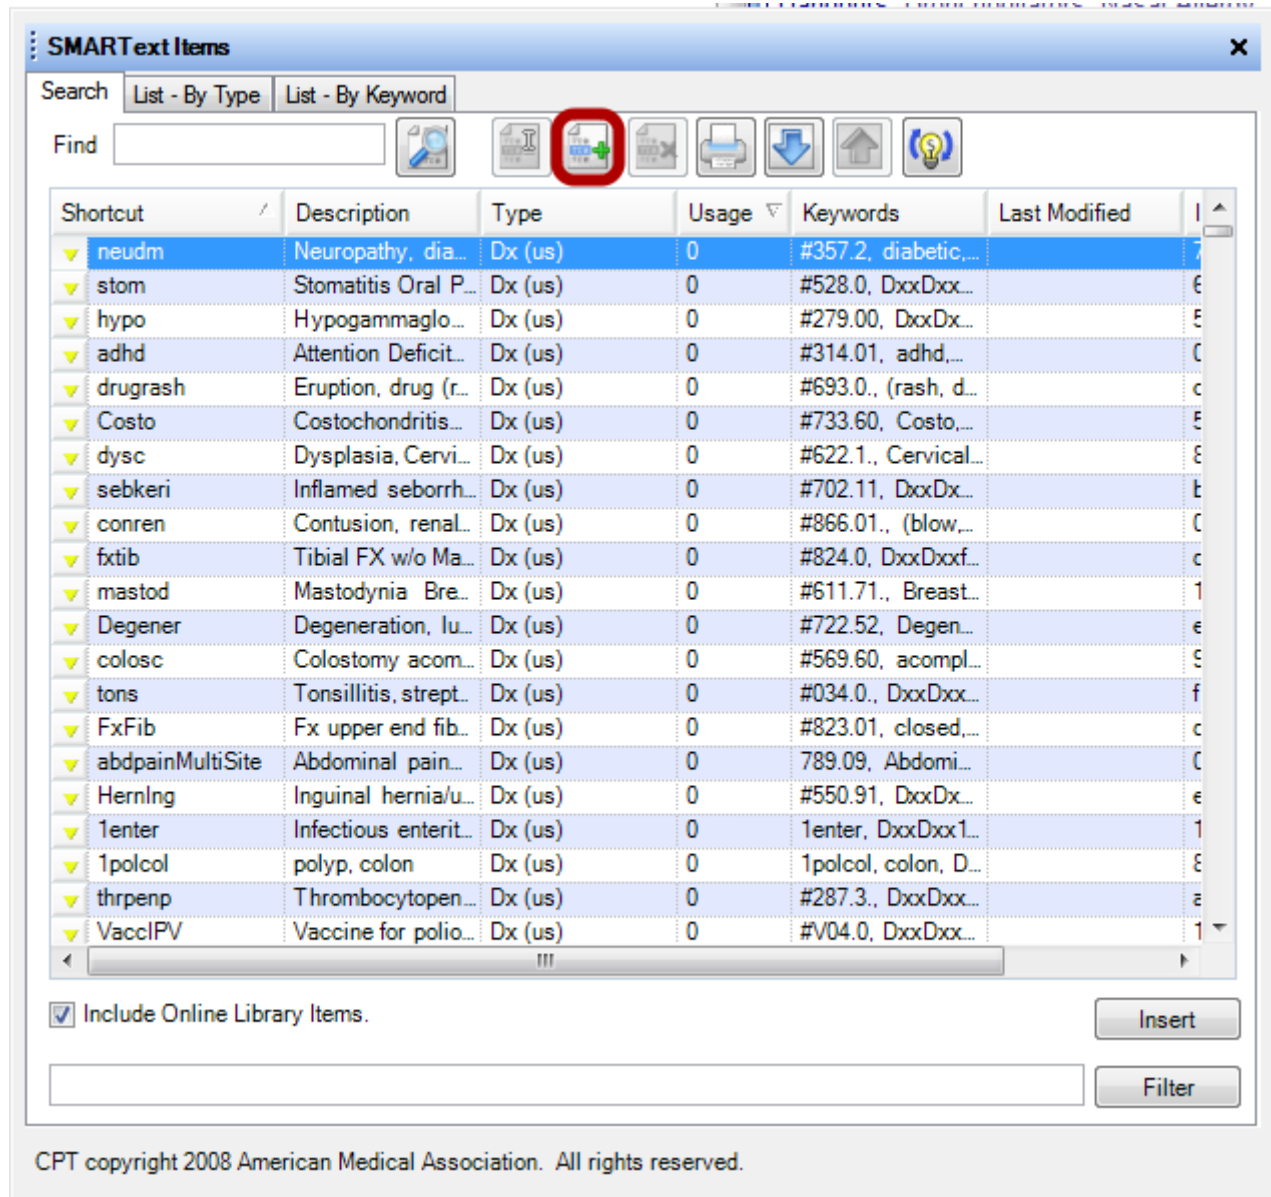 SMARText Items
Search List - By Type List - By Keyword
Find
Shortcut Description Type Usage Keywords Last Modified
neudm Neuropathy, dia... Dx (us) 0 #357.2, diabetic,...
stom Stomatitis Oral P... Dx (us) 0 #528.0, DxxDxx...
hypo Hypogammaglo... Dx (us) 0 #279.00, DxxDx...
adhd Attention Deficit... Dx (us) 0 #314.01, adhd,...
drugrash Eruption, drug (r... Dx (us) 0 #693.0., (rash, d...
Costo Costochondritis... Dx (us) 0 #733.60, Costo,...
dysc Dysplasia, Cervi... Dx (us) 0 #622.1., Cervical...
sebkeri Inflamed seborrh... Dx (us) 0 #702.11, DxxDx...
conren Contusion, renal... Dx (us) 0 #866.01., (blow,...
fxtib Tibial FX w/o Ma... Dx (us) 0 #824.0, DxxDxxf...
mastod Mastodynia Bre... Dx (us) 0 #611.71., Breast...
Degener Degeneration, lu... Dx (us) 0 #722.52, Degen...
colosc Colostomy acom... Dx (us) 0 #569.60, acompl...
tons Tonsillitis, strept... Dx (us) 0 #034.0., DxxDxx...
FxFib Fx upper end fib... Dx (us) 0 #823.01, closed,...
abdpainMultiSite Abdominal pain... Dx (us) 0 789.09, Abdomi...
HernIng Inguinal hernia/u... Dx (us) 0 #550.91, DxxDx...
1enter Infectious enterit... Dx (us) 0 1enter, DxxDxx1...
1polcol polyp, colon Dx (us) 0 1polcol, colon, D...
thrpenp Thrombocytopen... Dx (us) 0 #287.3., DxxDxx...
VaccIPV Vaccine for polio... Dx (us) 0 #V04.0, DxxDxx...
Include Online Library Items.
Insert
Filter
CPT copyright 2008 American Medical Association. All rights reserved.